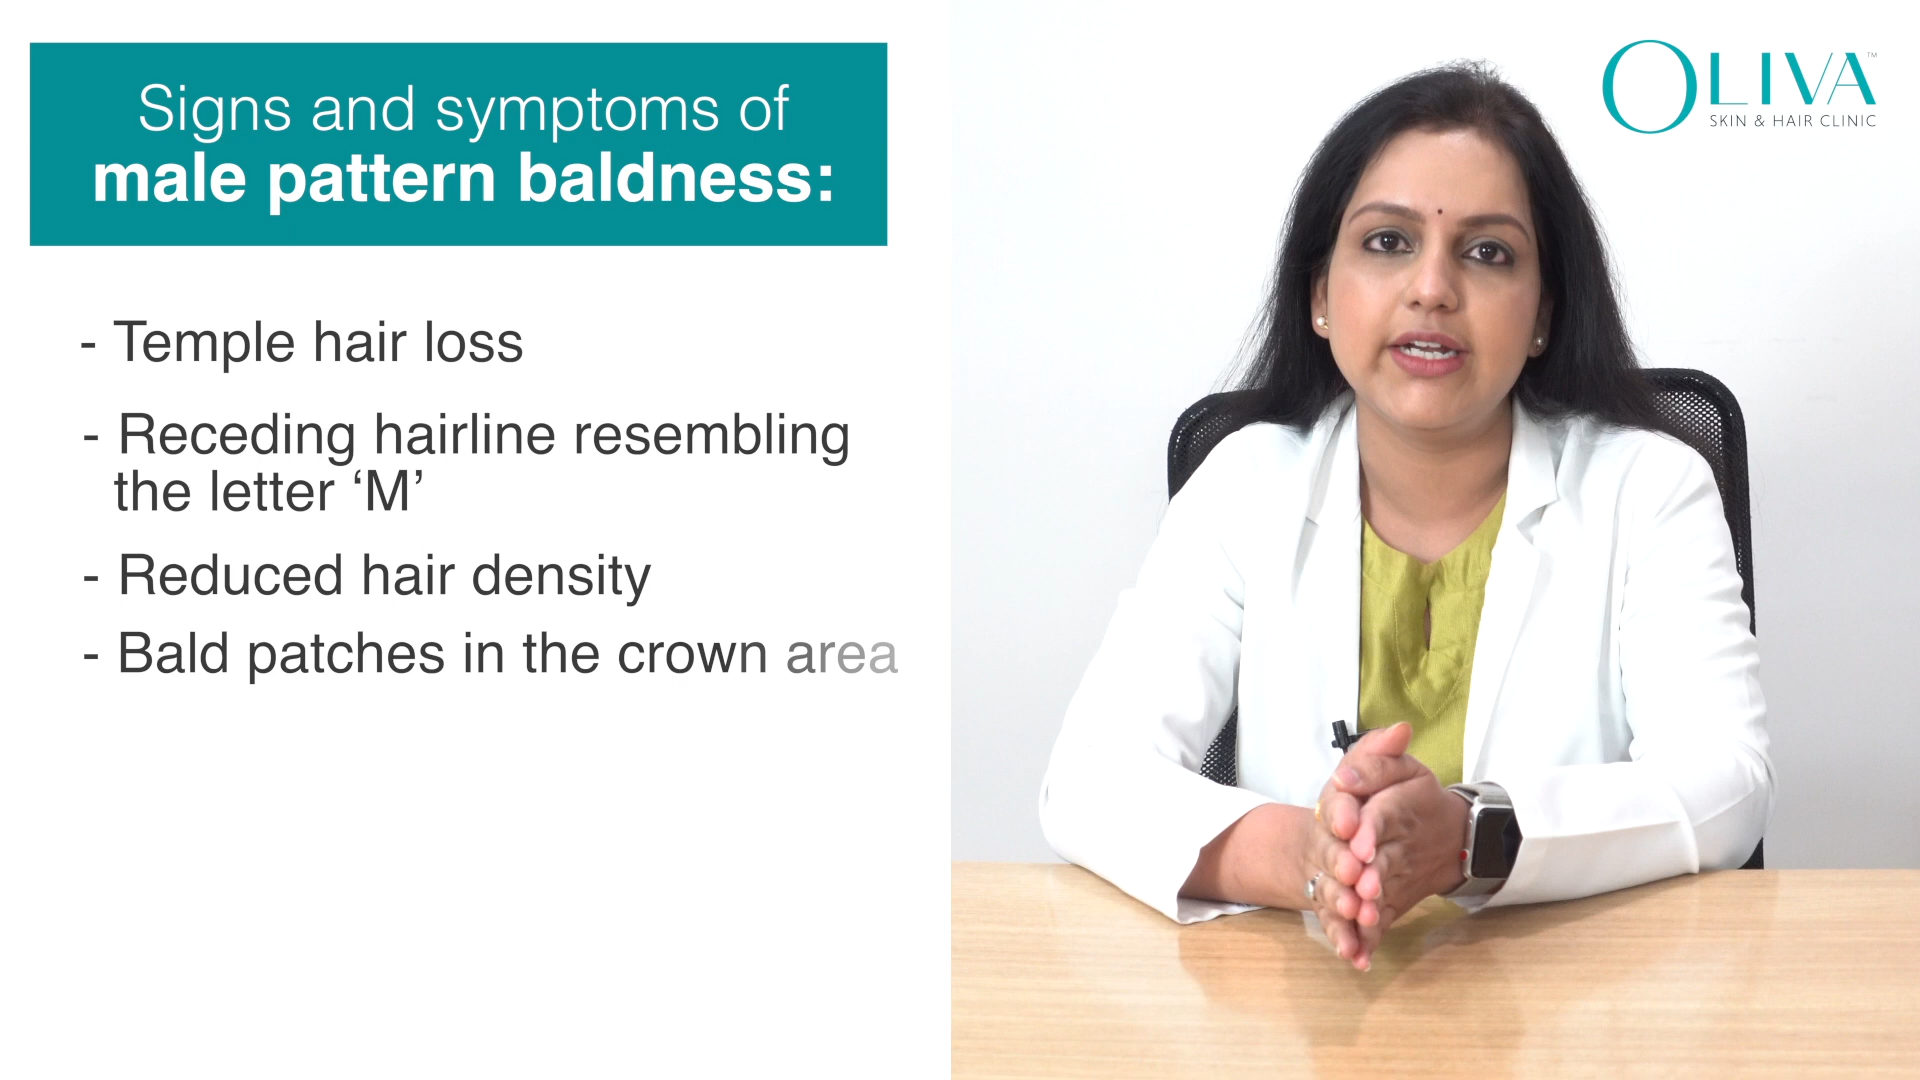 Signs and symptoms of
male pattern baldness:
- Temple hair loss
- Receding hairline resembling
the letter ‘M’
- Reduced hair density
- Bald patches in the crown area
OLIVA™
SKIN & HAIR CLINIC